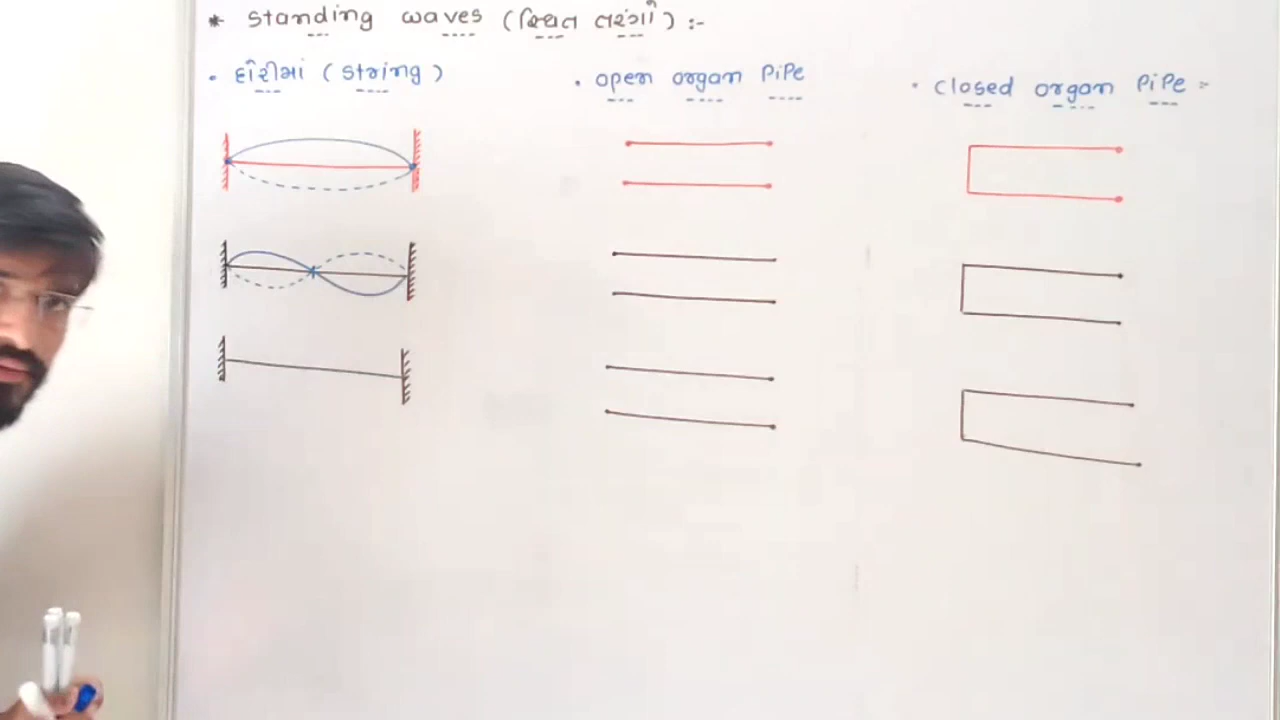 * Standing waves (સ્થિત તરંગો) :-
• દોરીમાં (string)
• open organ pipe
• closed organ pipe :-